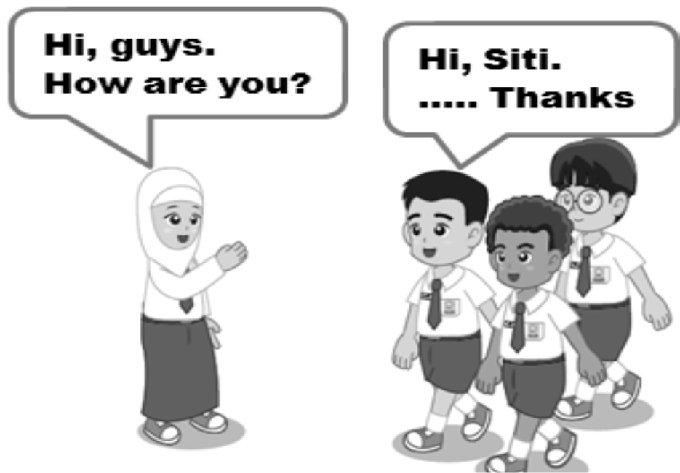 Hi, guys.
How are you?
Hi, Siti.
..... Thanks